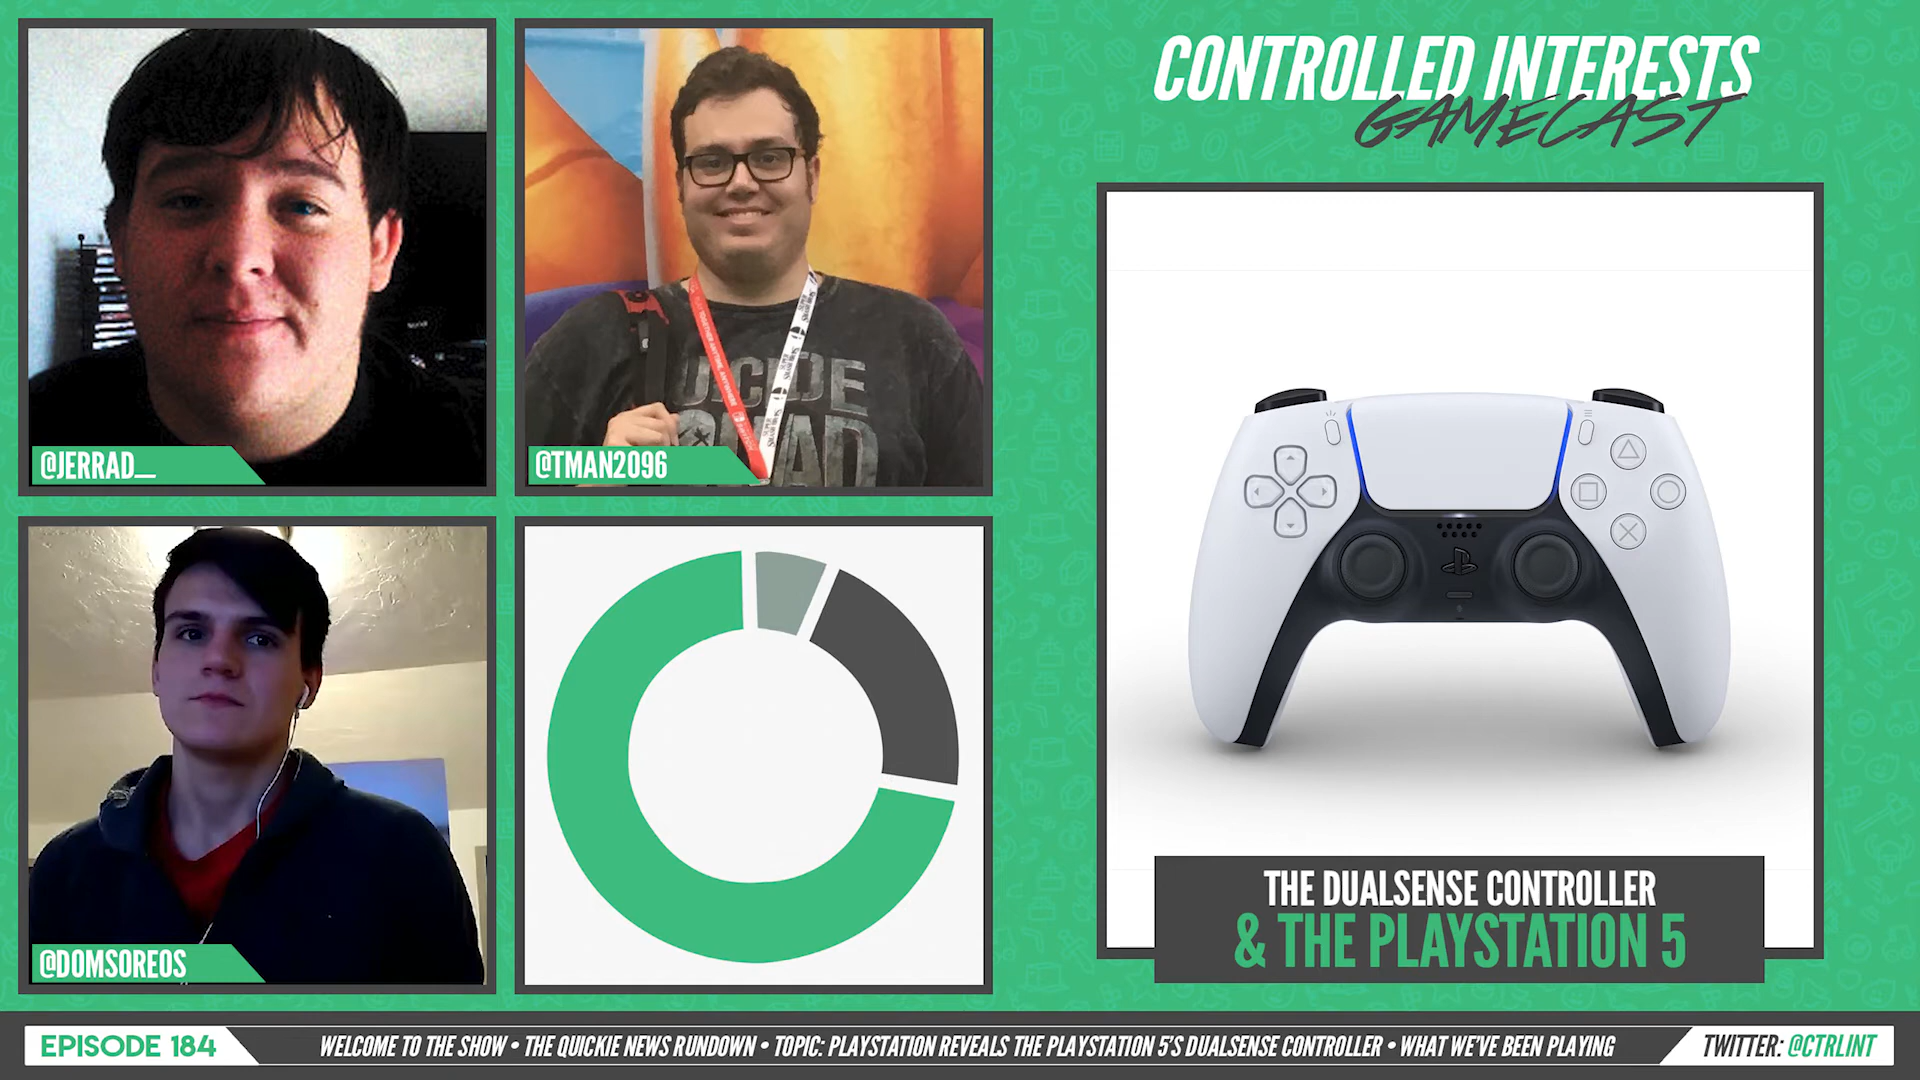 CONTROLLED INTERESTS
GAMECAST
@JERRAD_
@TMAN2096
@DOMSOREOS
THE DUALSENSE CONTROLLER
& THE PLAYSTATION 5
EPISODE 184
WELCOME TO THE SHOW • THE QUICKIE NEWS RUNDOWN • TOPIC: PLAYSTATION REVEALS THE PLAYSTATION 5'S DUALSENSE CONTROLLER • WHAT WE'VE BEEN PLAYING
TWITTER: @CTRLINT